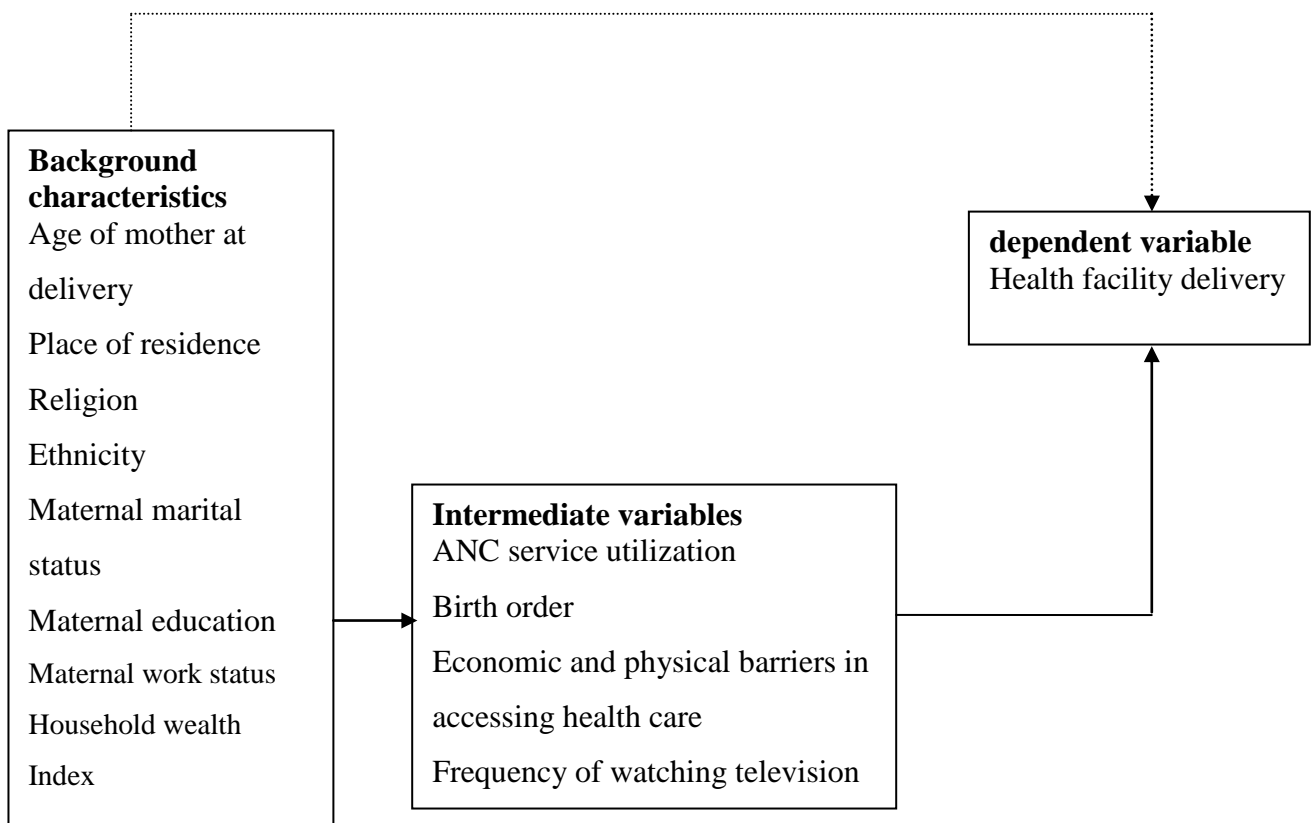 Background
characteristics
Age of mother at
delivery
Place of residence
Religion
Ethnicity
Maternal marital
status
Maternal education
Maternal work status
Household wealth
Index
Intermediate variables
ANC service utilization
Birth order
Economic and physical barriers in
accessing health care
Frequency of watching television
dependent variable
Health facility delivery